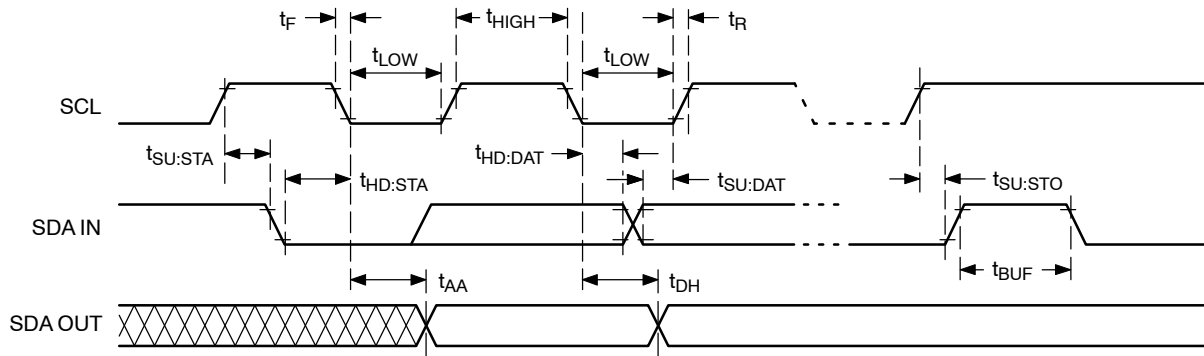 tF
tHIGH
tR
tLOW
tLOW
SCL
tSU:STA
tHD:STA
tHD:DAT
tSU:DAT
tSU:STO
SDA IN
tBUF
tAA
tDH
SDA OUT